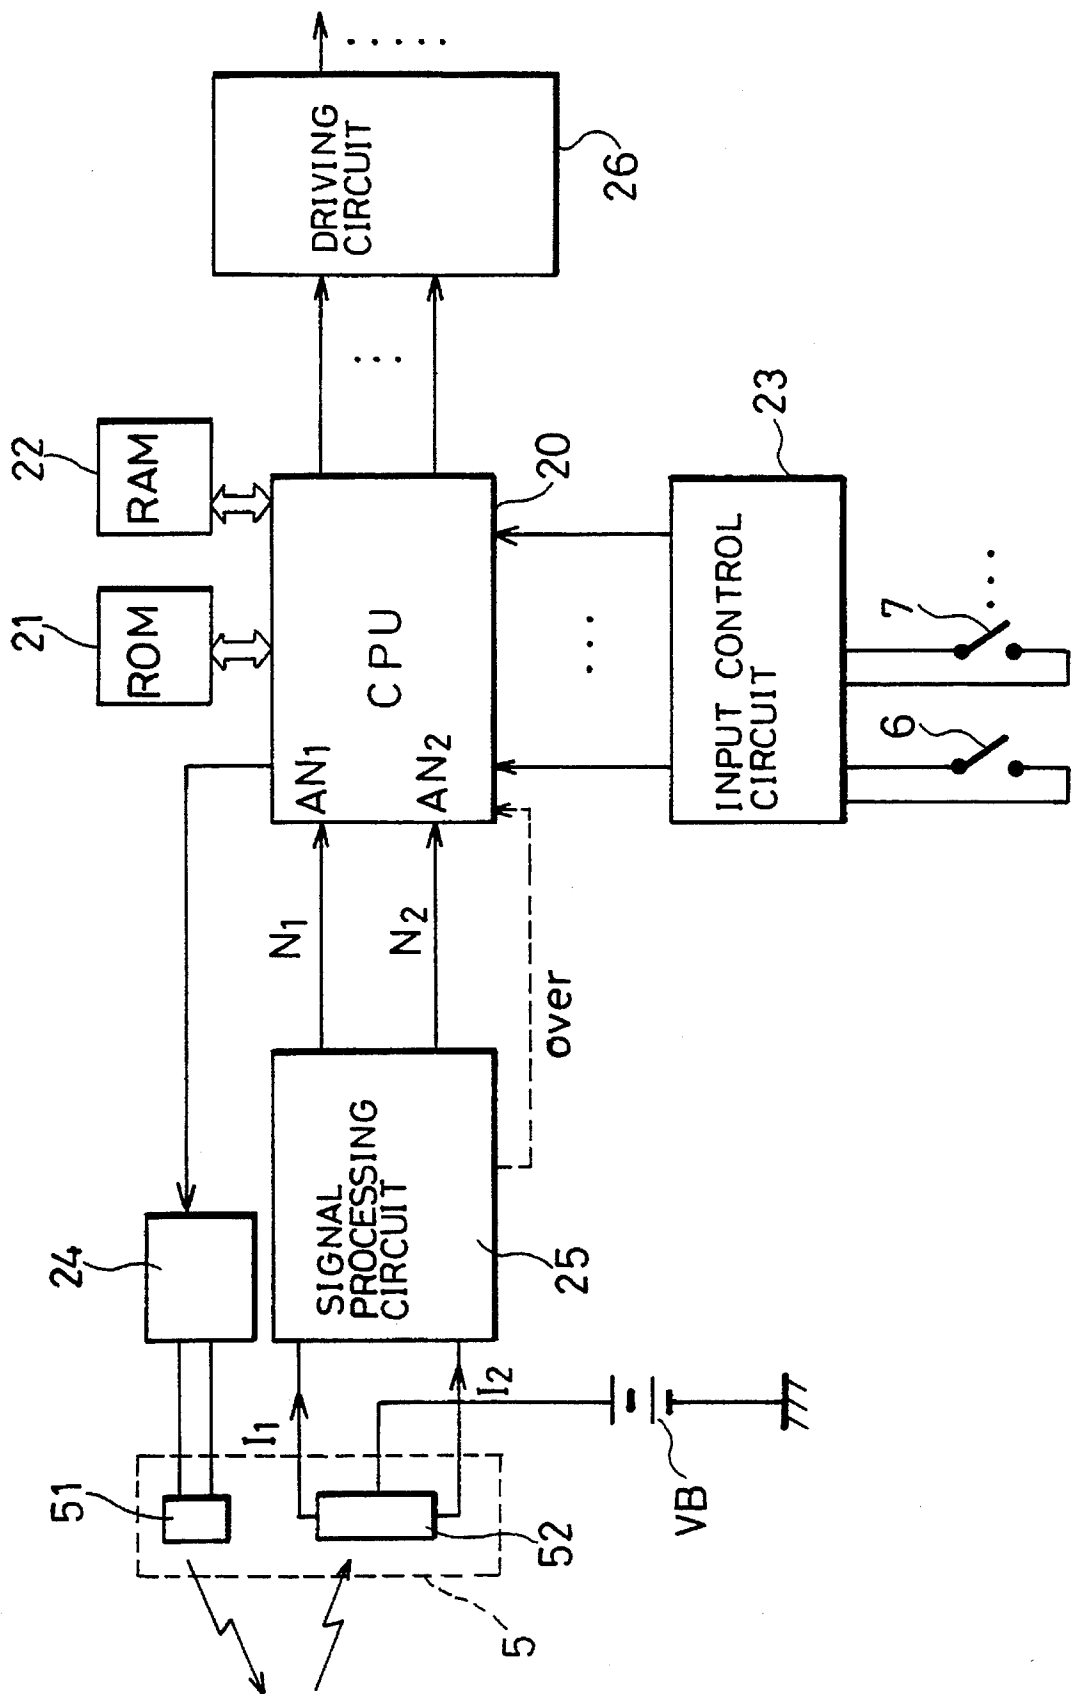 22
RAM
21
ROM
24
51
I1
5
52
VB
I2
SIGNAL
PROCESSING
CIRCUIT
25
N1
N2
over
AN1
AN2
CPU
20
DRIVING
CIRCUIT
26
INPUT CONTROL
CIRCUIT
23
6
7